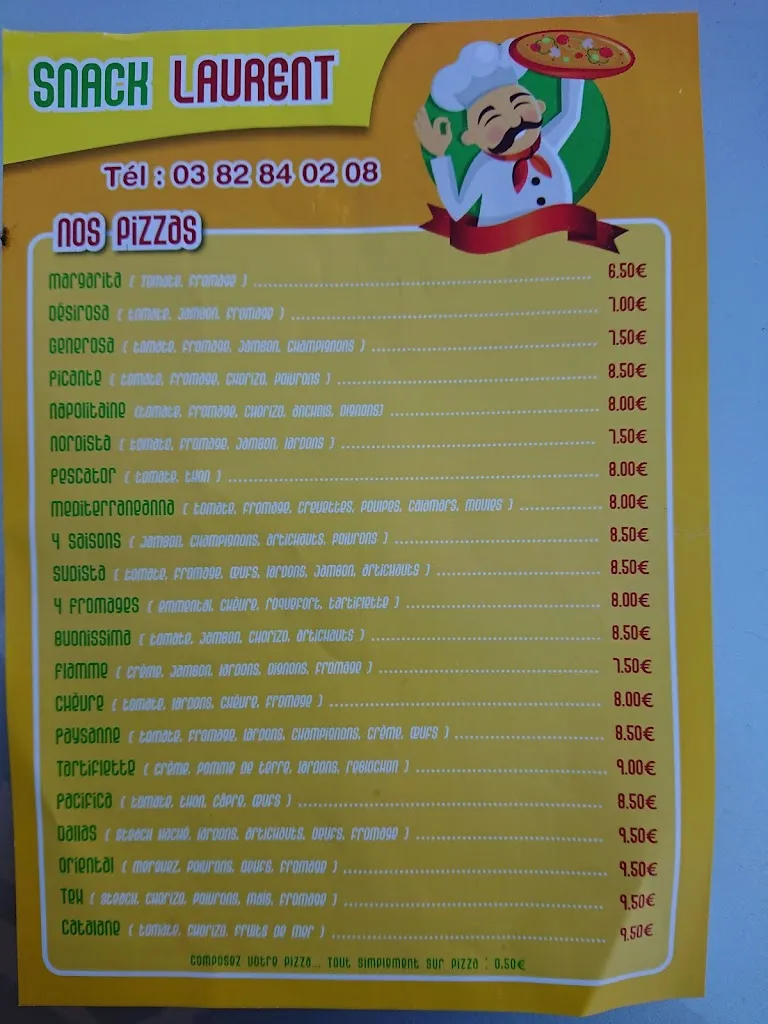 SNACK LAURENT
Tél : 03 82 84 02 08
NOS PIZZAS
Margarita ( tomate, fromage ) 6.50€
Désirosa ( tomate, jambon, fromage ) 7.00€
Generosa ( tomate, fromage, jambon, champignons ) 7.50€
Picante ( tomate, fromage, chorizo, poivrons ) 8.50€
Napolitaine (tomate, fromage, chorizo, anchois, oignons) 8.00€
Nordista ( tomate, fromage, jambon, lardons ) 7.50€
Pescator ( tomate, thon ) 8.00€
Mediterraneanna ( tomate, fromage, crevettes, poulpes, calamars, moules ) 8.00€
4 saisons ( jambon, champignons, artichauts, poivrons ) 8.50€
Sudista ( tomate, fromage, œufs, lardons, jambon, artichauts ) 8.50€
4 fromages ( emmental, chèvre, roquefort, tartiflette ) 8.00€
Buonissima ( tomate, jambon, chorizo, artichauts ) 8.50€
Flamme ( crème, jambon, lardons, oignons, fromage ) 7.50€
Chèvre ( tomate, lardons, chèvre, fromage ) 8.00€
Paysanne ( tomate, fromage, lardons, champignons, crème, œufs ) 8.50€
Tartiflette ( crème, pomme de terre, lardons, reblochon ) 9.00€
Pacifica ( tomate, thon, câpre, œufs ) 8.50€
Dallas ( steack haché, lardons, artichauts, oeufs, fromage ) 9.50€
Oriental ( merguez, poivrons, oeufs, fromage ) 9.50€
Tex ( steack, chorizo, poivrons, maïs, fromage ) 9.50€
Catalane ( tomate, chorizo, fruits de mer ) 9.50€
Composez votre pizza... Tout simplement sur pizza : 0.50€